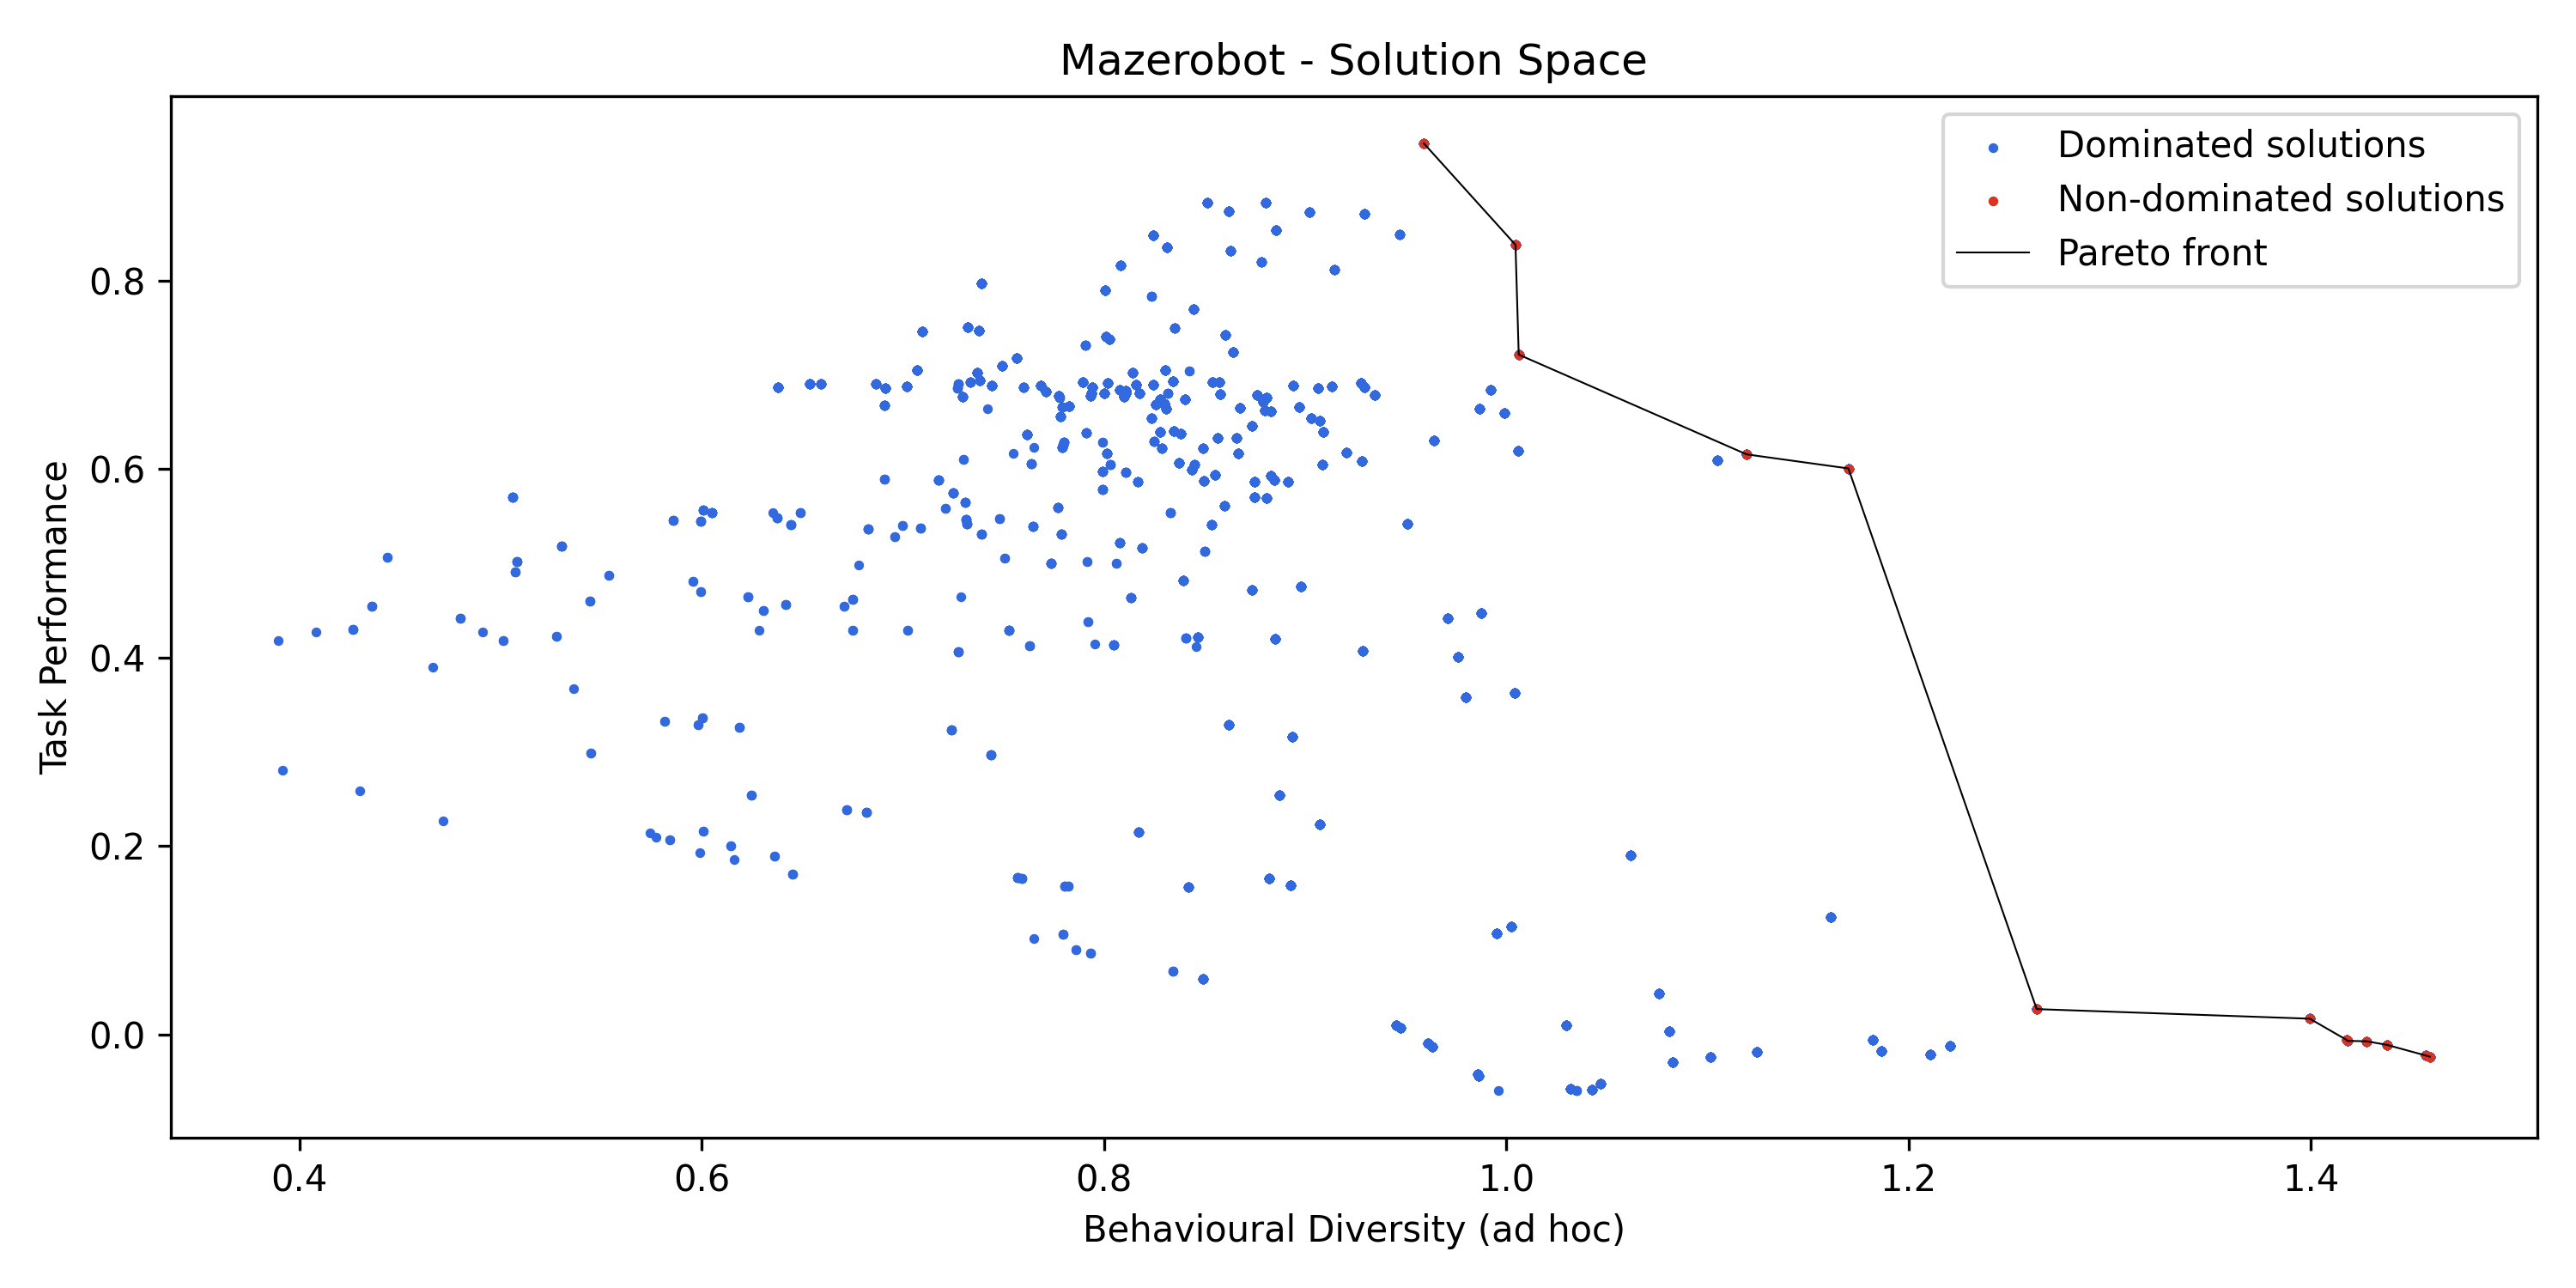 Mazerobot - Solution Space
Dominated solutions
Non-dominated solutions
Pareto front
Task Performance
0.8
0.6
0.4
0.2
0.0
0.4 0.6 0.8 1.0 1.2 1.4
Behavioural Diversity (ad hoc)